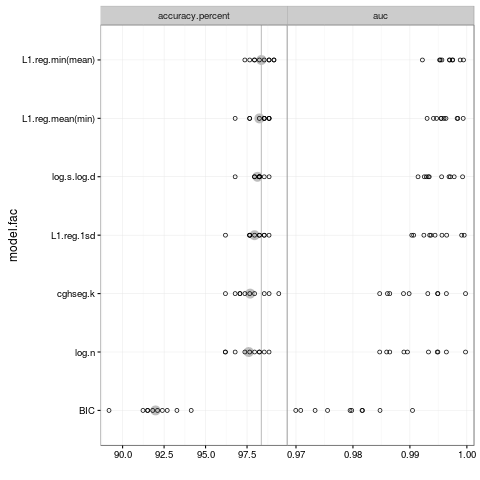 accuracy.percent auc
model.fac
L1.reg.min(mean)
L1.reg.mean(min)
log.s.log.d
L1.reg.1sd
cghseg.k
log.n
BIC
90.0 92.5 95.0 97.5 0.97 0.98 0.99 1.00